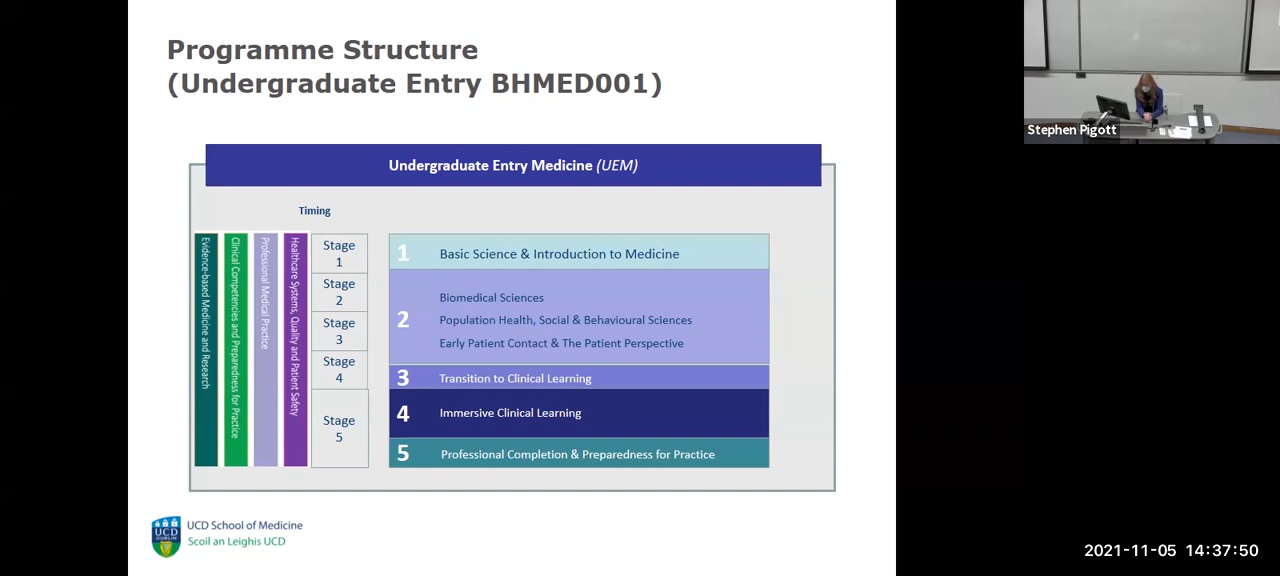 Programme Structure
(Undergraduate Entry BHMED001)
Undergraduate Entry Medicine (UEM)
Timing
Evidence-based Medicine and Research
Clinical Competencies and Preparedness for Practice
Professional Medical Practice
Healthcare Systems, Quality and Patient Safety
Stage
1
Stage
2
Stage
3
Stage
4
Stage
5
1 Basic Science & Introduction to Medicine
2
Biomedical Sciences
Population Health, Social & Behavioural Sciences
Early Patient Contact & The Patient Perspective
3 Transition to Clinical Learning
4 Immersive Clinical Learning
5 Professional Completion & Preparedness for Practice
UCD
DUBLIN
UCD School of Medicine
Scoil an Leighis UCD
Stephen Pigott
2021-11-05 14:37:50